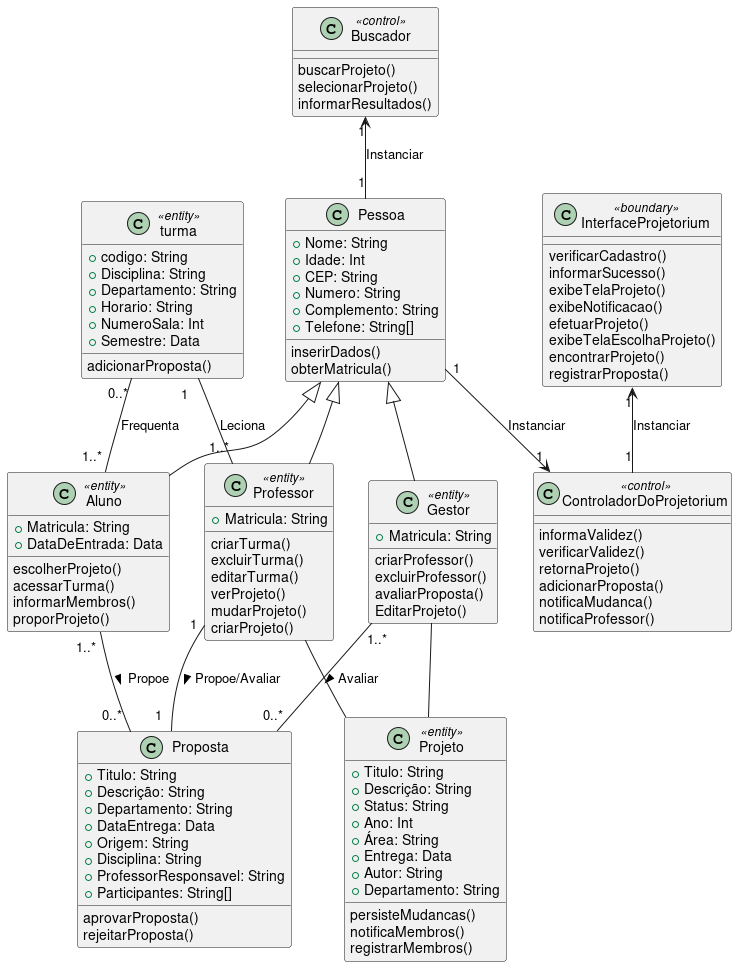 «control»
Buscador
buscarProjeto()
selecionarProjeto()
informarResultados()
1
Instanciar
1
«entity»
turma
codigo: String
Disciplina: String
Departamento: String
Horario: String
NumeroSala: Int
Semestre: Data
adicionarProposta()
Pessoa
Nome: String
Idade: Int
CEP: String
Numero: String
Complemento: String
Telefone: String[]
inserirDados()
obterMatricula()
«boundary»
InterfaceProjetorium
verificarCadastro()
informarSucesso()
exibeTelaProjeto()
exibeNotificacao()
efetuarProjeto()
exibeTelaEscolhaProjeto()
encontrarProjeto()
registrarProposta()
0..*
Frequenta
1..*
1
Leciona
1..*
1
Instanciar
1
1
Instanciar
1
«entity»
Aluno
Matricula: String
DataDeEntrada: Data
escolherProjeto()
acessarTurma()
informarMembros()
proporProjeto()
«entity»
Professor
Matricula: String
criarTurma()
excluirTurma()
editarTurma()
verProjeto()
mudarProjeto()
criarProjeto()
«entity»
Gestor
Matricula: String
criarProfessor()
excluirProfessor()
avaliarProposta()
EditarProjeto()
«control»
ControladorDoProjetorium
informaValidez()
verificarValidez()
retornaProjeto()
adicionarProposta()
notificaMudanca()
notificaProfessor()
1..*
Propoe
0..*
1
Propoe/Avaliar
1
1..*
Avaliar
0..*
Proposta
Titulo: String
Descrição: String
Departamento: String
DataEntrega: Data
Origem: String
Disciplina: String
ProfessorResponsavel: String
Participantes: String[]
aprovarProposta()
rejeitarProposta()
«entity»
Projeto
Titulo: String
Descrição: String
Status: String
Ano: Int
Área: String
Entrega: Data
Autor: String
Departamento: String
persisteMudancas()
notificaMembros()
registrarMembros()